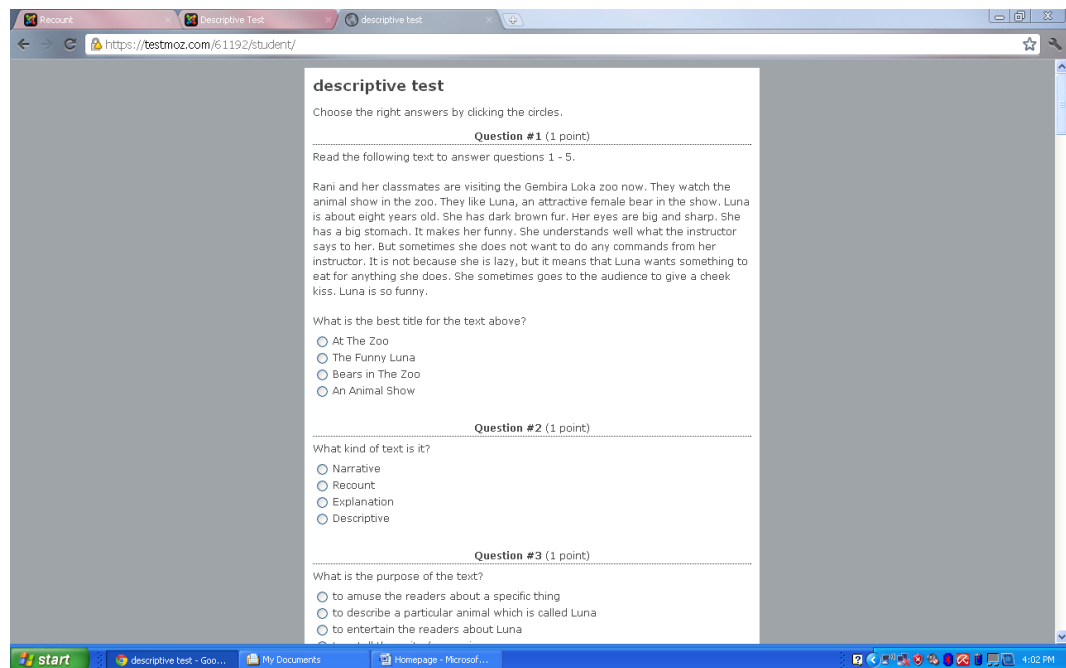 Recount
Descriptive Test
descriptive test
https://testmoz.com/61192/student/
descriptive test
Choose the right answers by clicking the circles.
Question #1 (1 point)
Read the following text to answer questions 1 - 5.
Rani and her classmates are visiting the Gembira Loka zoo now. They watch the
animal show in the zoo. They like Luna, an attractive female bear in the show. Luna
is about eight years old. She has dark brown fur. Her eyes are big and sharp. She
has a big stomach. It makes her funny. She understands well what the instructor
says to her. But sometimes she does not want to do any commands from her
instructor. It is not because she is lazy, but it means that Luna wants something to
eat for anything she does. She sometimes goes to the audience to give a cheek
kiss. Luna is so funny.
What is the best title for the text above?
At The Zoo
The Funny Luna
Bears in The Zoo
An Animal Show
Question #2 (1 point)
What kind of text is it?
Narrative
Recount
Explanation
Descriptive
Question #3 (1 point)
What is the purpose of the text?
to amuse the readers about a specific thing
to describe a particular animal which is called Luna
to entertain the readers about Luna
start
descriptive test - Goo...
My Documents
Homepage - Microsof...
4:02 PM